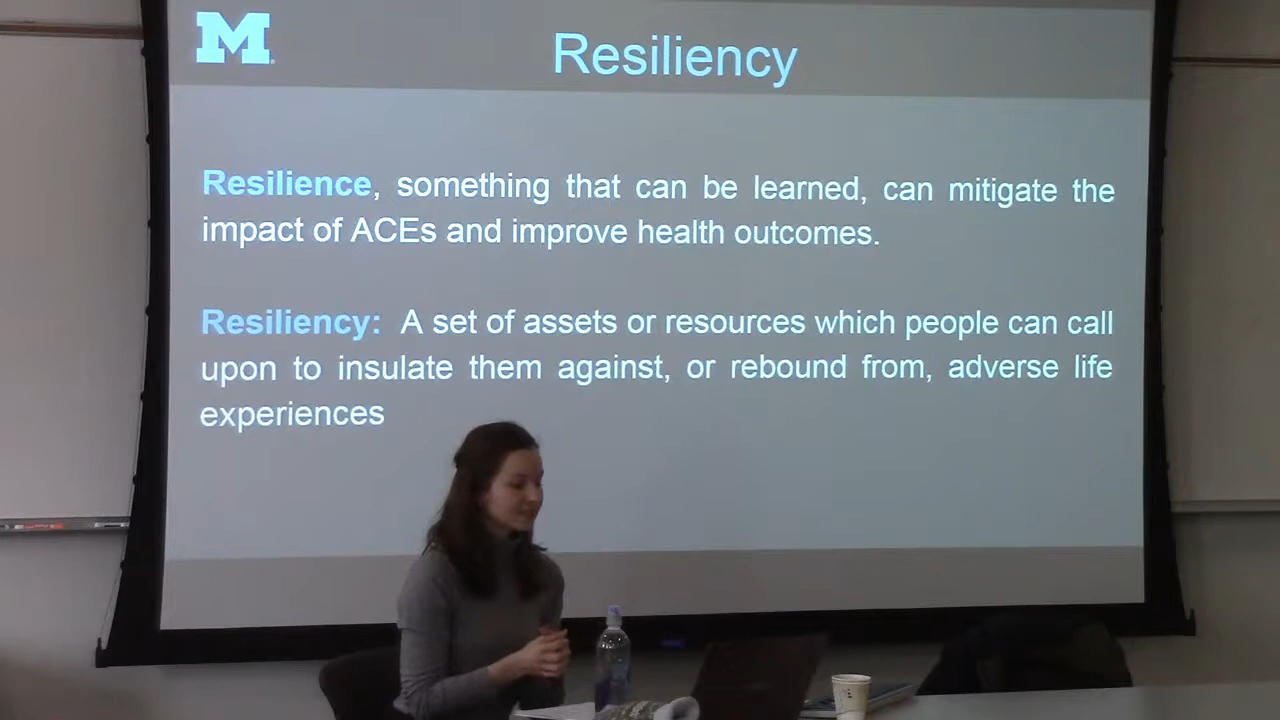 M
Resiliency
Resilience, something that can be learned, can mitigate the
impact of ACEs and improve health outcomes.
Resiliency: A set of assets or resources which people can call
upon to insulate them against, or rebound from, adverse life
experiences